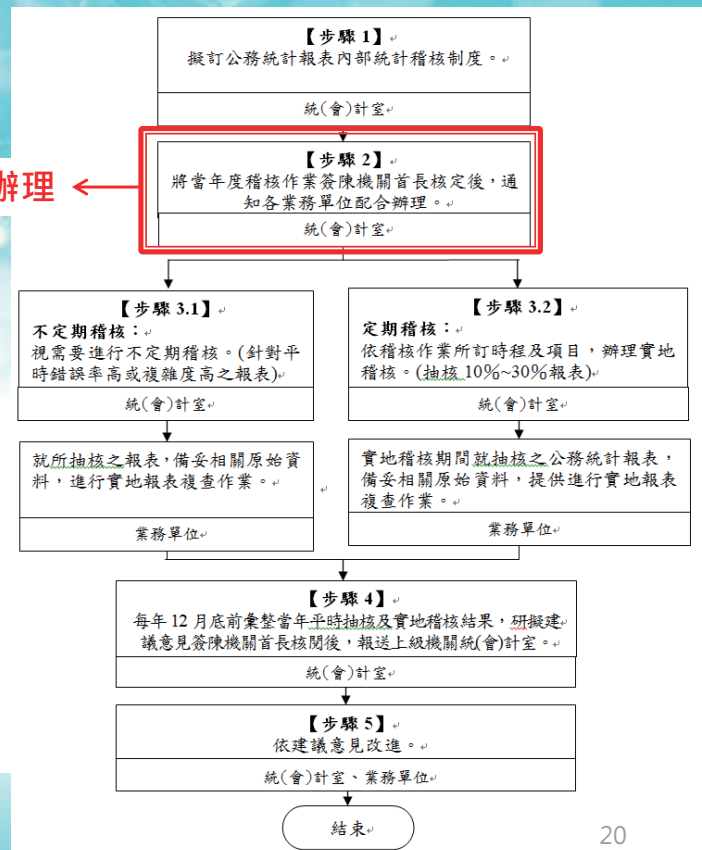 【步驟 1】
擬訂公務統計報表內部統計稽核制度。
統(會)計室
辦理
【步驟 2】
將當年度稽核作業簽陳機關首長核定後，通
知各業務單位配合辦理。
統(會)計室
【步驟 3.1】
不定期稽核：
視需要進行不定期稽核。(針對平
時錯誤率高或複雜度高之報表)
統(會)計室
就所抽核之報表，備妥相關原始資
料，進行實地報表複查作業。
業務單位
【步驟 3.2】
定期稽核：
依稽核作業所訂時程及項目，辦理實地
稽核。(抽核 10%~30%報表)
統(會)計室
實地稽核期間就抽核之公務統計報表，
備妥相關原始資料，提供進行實地報表
複查作業。
業務單位
【步驟 4】
每年 12 月底前彙整當年平時抽核及實地稽核結果，研擬建
議意見簽陳機關首長核閱後，報送上級機關統(會)計室。
統(會)計室
【步驟 5】
依建議意見改進。
統(會)計室、業務單位
結束
20